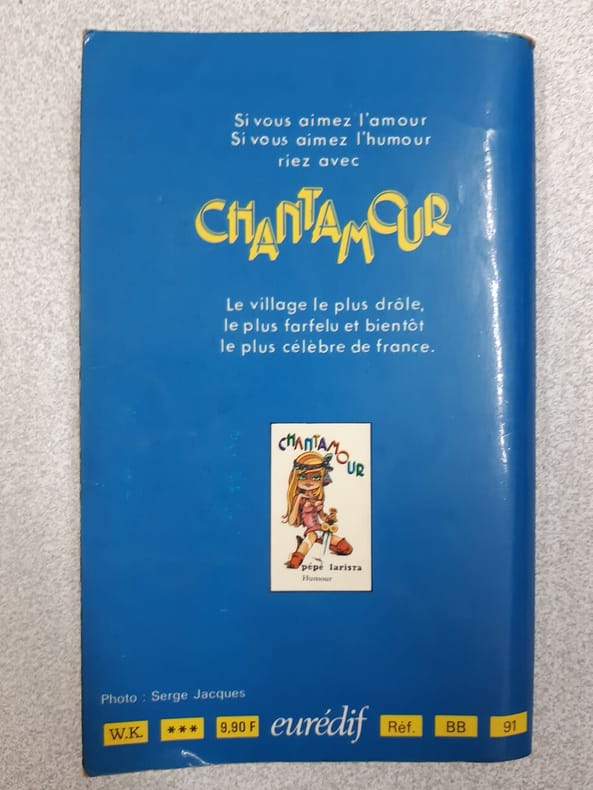 Si vous aimez l'amour
Si vous aimez l'humour
riez avec
CHANTAMOUR
Le village le plus drôle,
le plus farfelu et bientôt
le plus célèbre de france.
CHANTAMOUR
pépé larista
Humour
Photo : Serge Jacques
W.K. *** 9,90 F eurédif Réf. BB 91